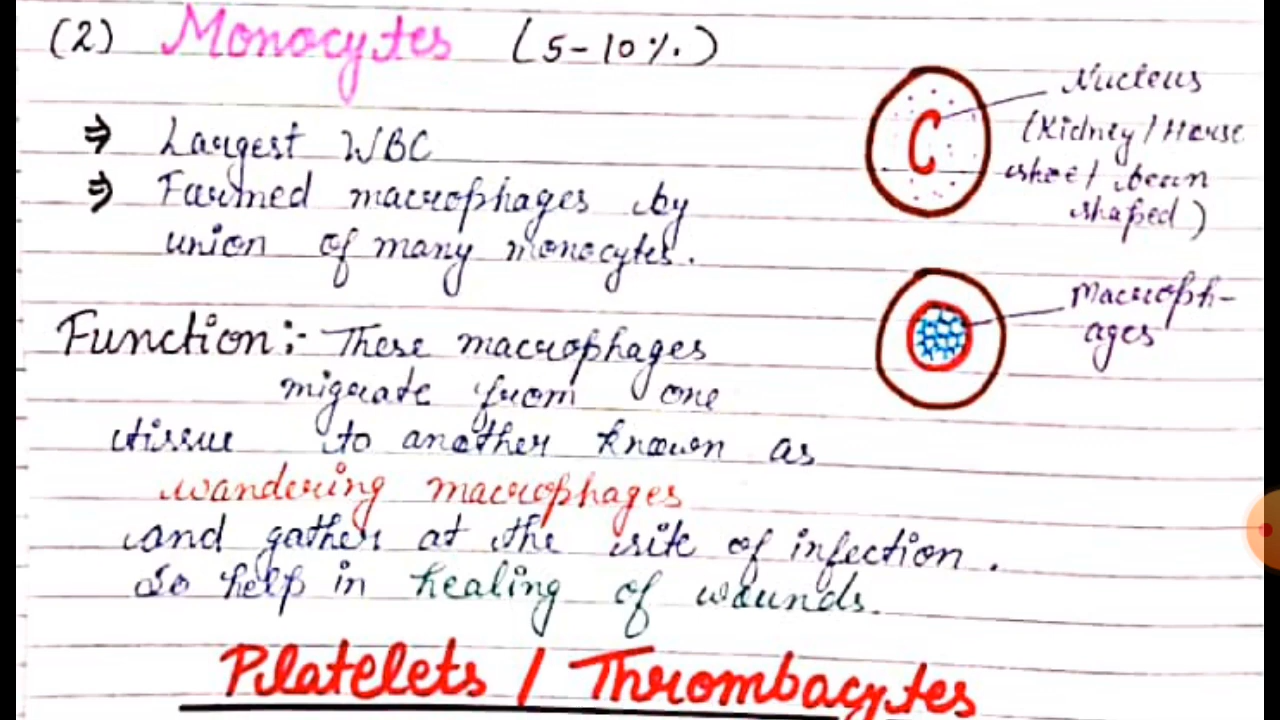 (2) Monocytes (5-10%.)
Nucleus
(Kidney/Horse
shoe/bean
shaped)
⇒ Largest WBC
⇒ Formed macrophages by
union of many monocytes.
Macroph-
ages
Function:- These macrophages
migrate from one
tissue to another known as
wandering macrophages
and gather at the site of infection.
So help in healing of wounds.
Platelets / Thrombocytes